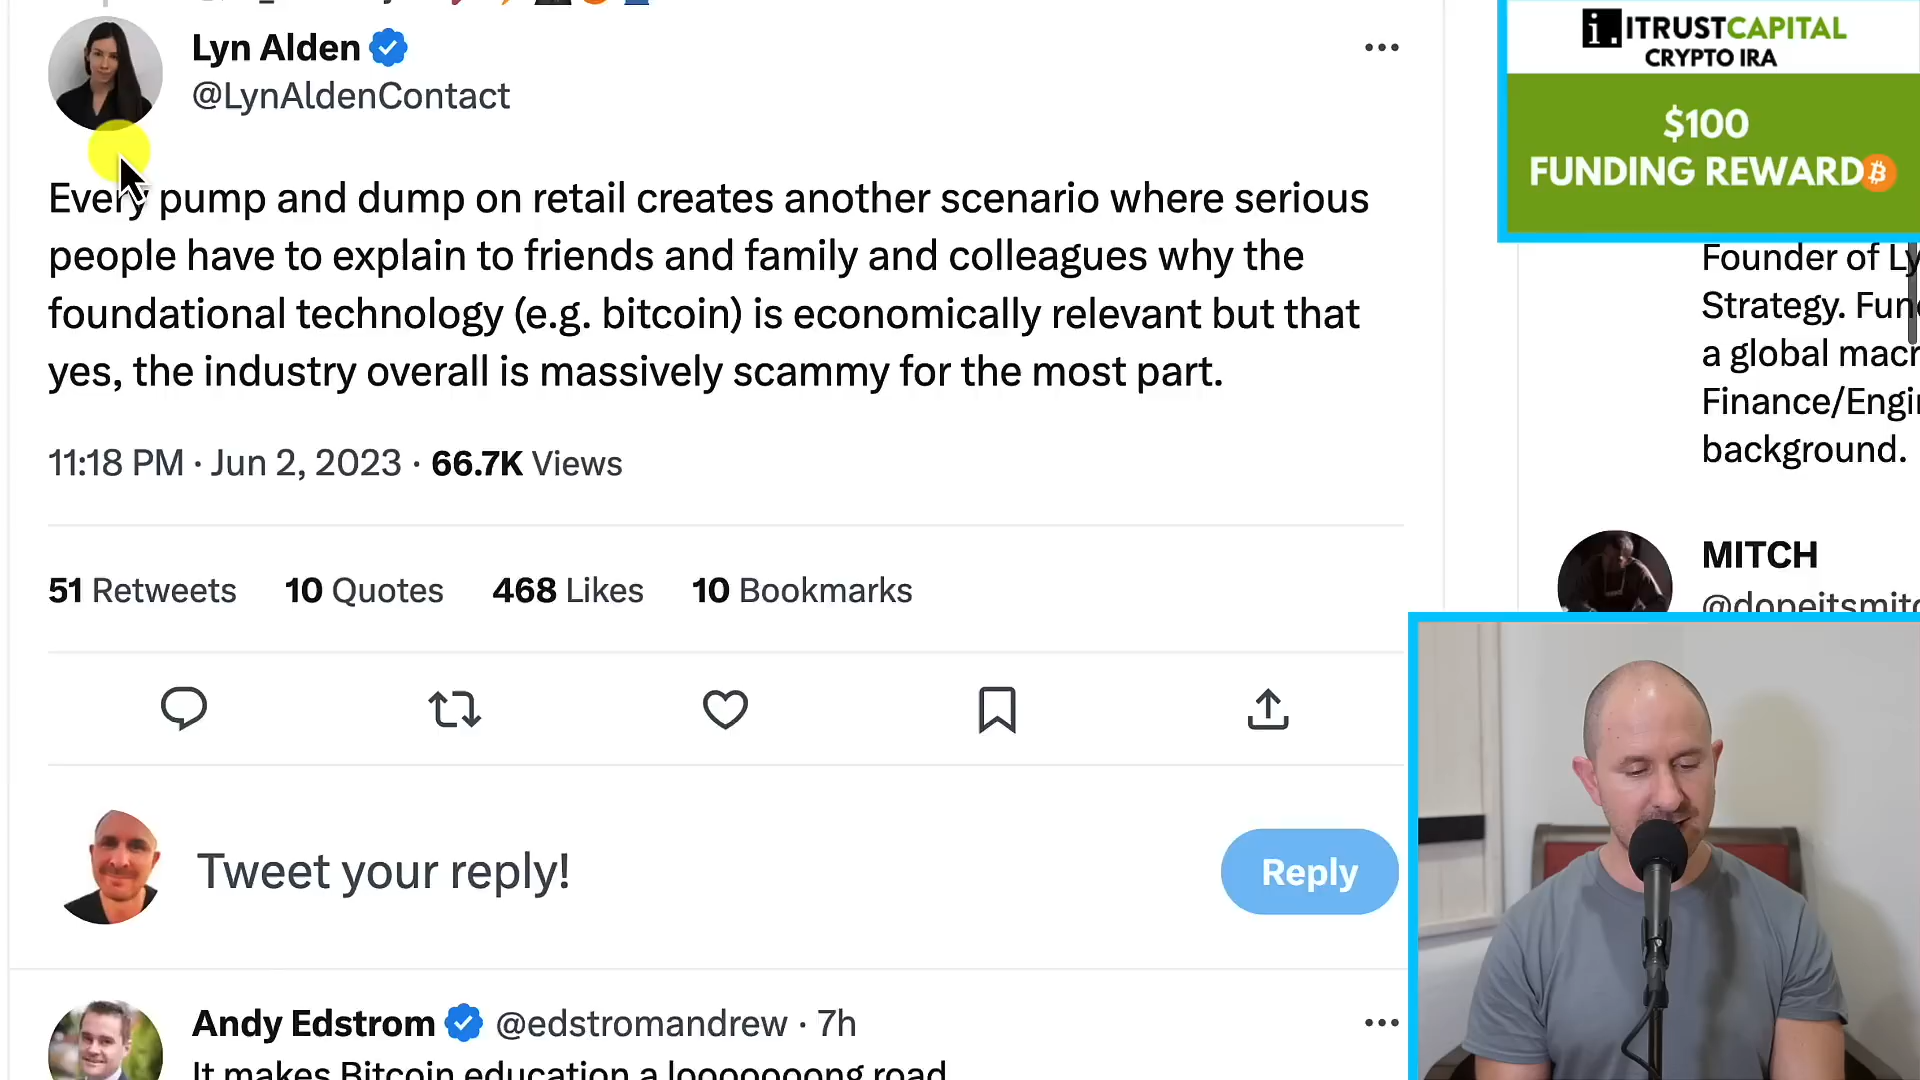 Lyn Alden
@LynAldenContact
Every pump and dump on retail creates another scenario where serious
people have to explain to friends and family and colleagues why the
foundational technology (e.g. bitcoin) is economically relevant but that
yes, the industry overall is massively scammy for the most part.
11:18 PM · Jun 2, 2023 · 66.7K Views
51 Retweets 10 Quotes 468 Likes 10 Bookmarks
Tweet your reply!
Reply
Andy Edstrom @edstromandrew · 7h
It makes Bitcoin education a looooooong road
i. ITRUSTCAPITAL
CRYPTO IRA
$100
FUNDING REWARD
Founder of Ly
Strategy. Fun
a global macr
Finance/Engi
background.
MITCH
@dopeitsmitc